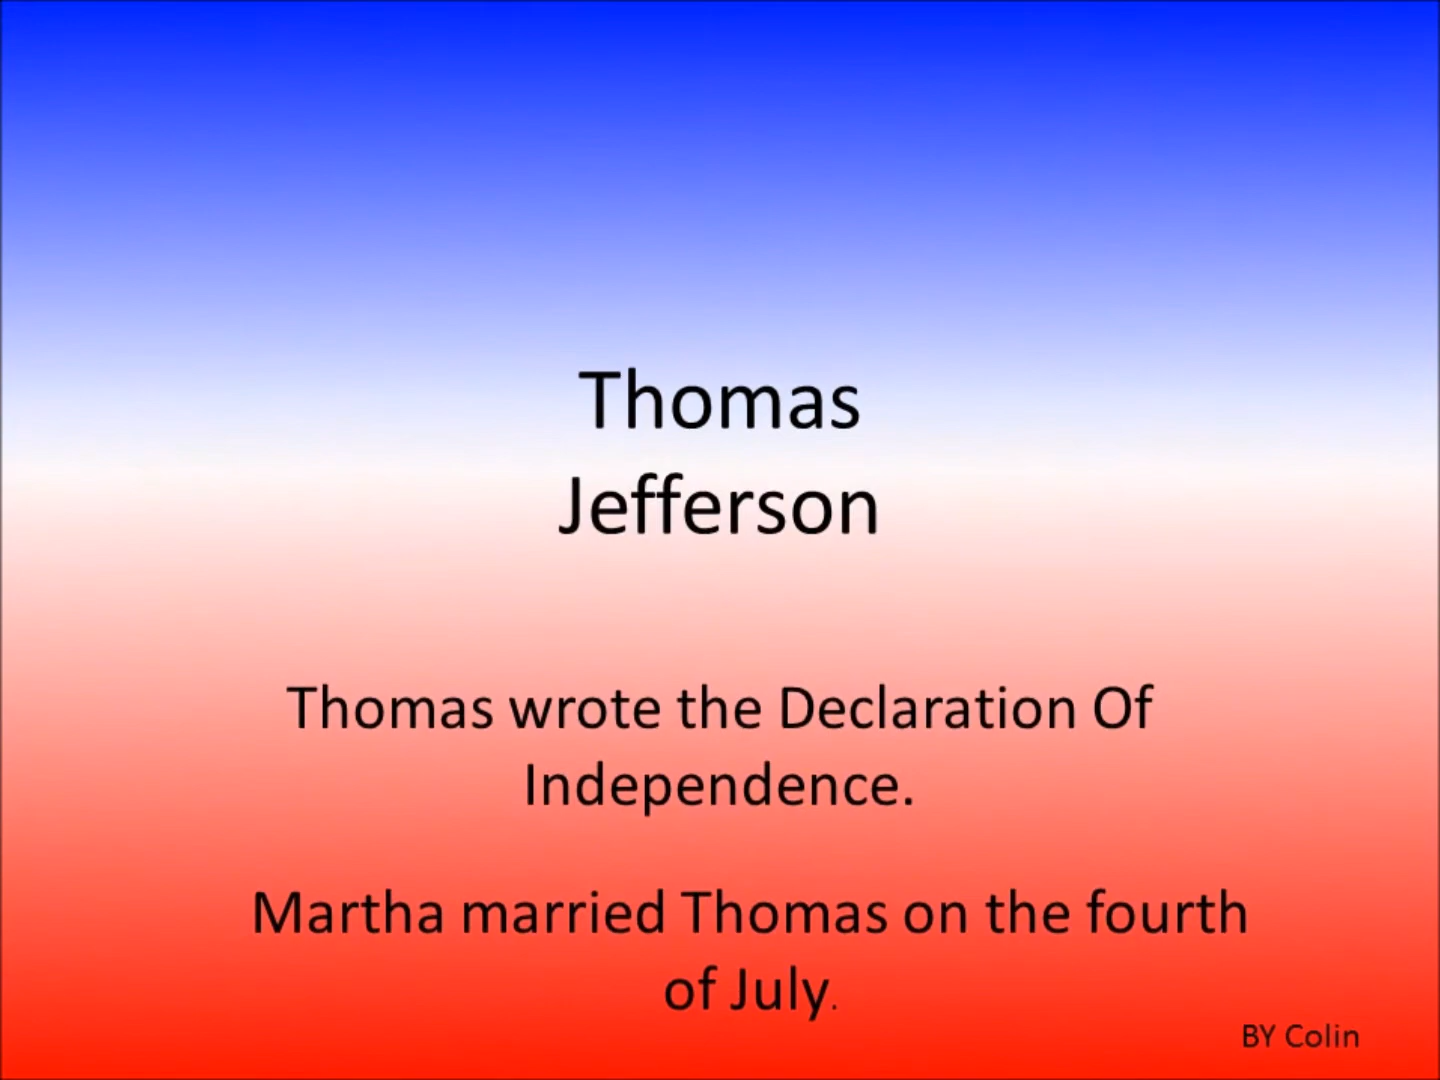 Thomas
Jefferson
Thomas wrote the Declaration Of
Independence.
Martha married Thomas on the fourth
of July.
BY Colin